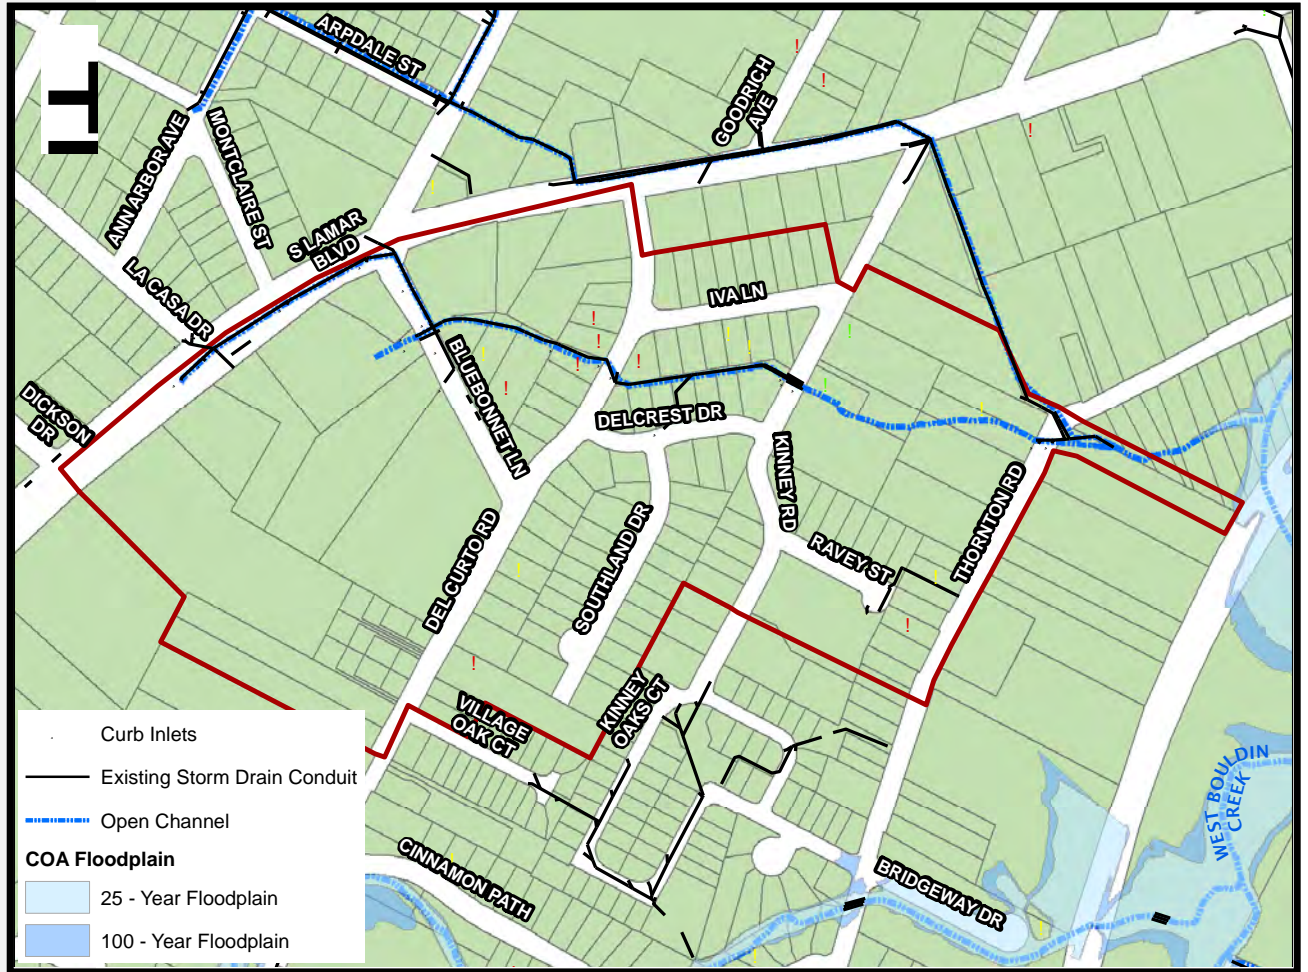 ARPDALE ST
GOODRICH
AVE
ANN ARBOR AVE
MONTCLAIRE ST
S LAMAR
BLVD
LA CASA DR
IVA LN
DICKSON
DR
BLUEBONNET LN
DELCREST DR
KINNEY RD
DEL CURTO RD
SOUTHLAND DR
RAVEY ST
THORNTON RD
VILLAGE
OAK CT
KINNEY
OAKS CT
CINNAMON PATH
BRIDGEWAY DR
WEST BOULDIN
CREEK
Curb Inlets
Existing Storm Drain Conduit
Open Channel
COA Floodplain
25 - Year Floodplain
100 - Year Floodplain